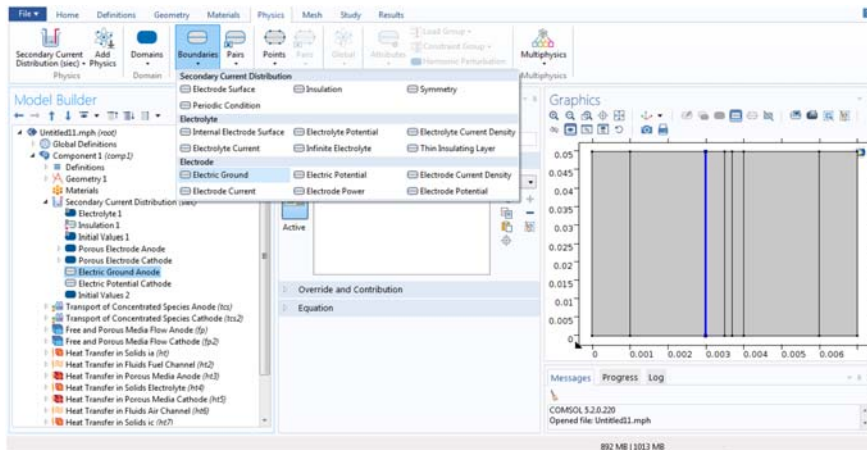 File Home Definitions Geometry Materials Physics Mesh Study Results
Secondary Current Distribution (siec) Add Physics Domains Boundaries Pairs Points Pairs Global Attributes Load Group Constraint Group Harmonic Perturbation Multiphysics
Physics Domain Multiphysics
Secondary Current Distribution
Electrode Surface Insulation Symmetry
Periodic Condition
Electrolyte
Internal Electrode Surface Electrolyte Potential Electrolyte Current Density
Electrolyte Current Infinite Electrolyte Thin Insulating Layer
Electrode
Electric Ground Electric Potential Electrode Current Density
Electrode Current Electrode Power Electrode Potential
Model Builder
Untitled11.mph (root)
Global Definitions
Component 1 (comp1)
Definitions
Geometry 1
Materials
Secondary Current Distribution (siec)
Electrolyte 1
Insulation 1
Initial Values 1
Porous Electrode Anode
Porous Electrode Cathode
Electric Ground Anode
Electric Potential Cathode
Initial Values 2
Transport of Concentrated Species Anode (tcs)
Transport of Concentrated Species Cathode (tcs2)
Free and Porous Media Flow Anode (fp)
Free and Porous Media Flow Cathode (fp2)
Heat Transfer in Solids ia (ht)
Heat Transfer in Fluids Fuel Channel (ht2)
Heat Transfer in Porous Media Anode (ht3)
Heat Transfer in Solids Electrolyte (ht4)
Heat Transfer in Porous Media Cathode (ht5)
Heat Transfer in Fluids Air Channel (ht6)
Heat Transfer in Solids ic (ht7)
Active
Override and Contribution
Equation
Graphics
0.05
0.045
0.04
0.035
0.03
0.025
0.02
0.015
0.01
0.005
0
0 0.001 0.002 0.003 0.004 0.005 0.006
Messages Progress Log
COMSOL 5.2.0.220
Opened file: Untitled11.mph
892 MB | 1013 MB